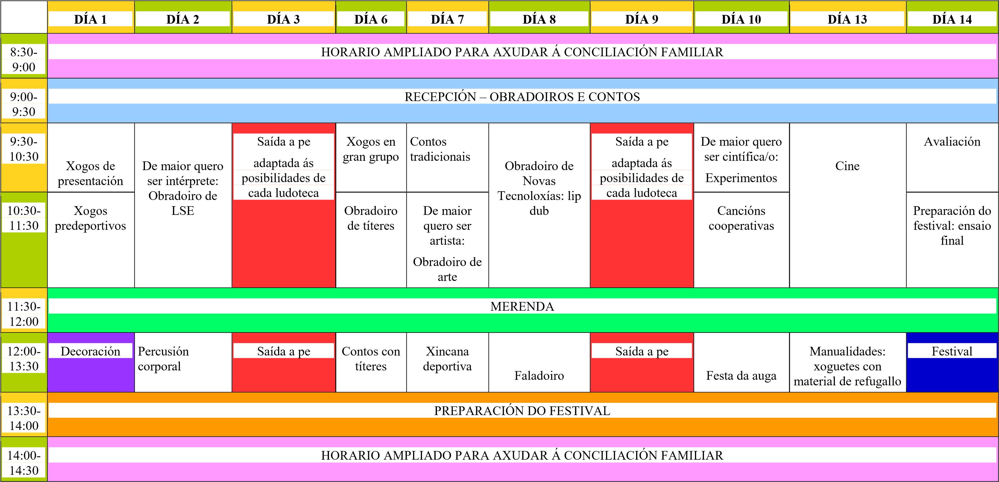 DÍA 1 DÍA 2 DÍA 3 DÍA 6 DÍA 7 DÍA 8 DÍA 9 DÍA 10 DÍA 13 DÍA 14
8:30-
9:00
HORARIO AMPLIADO PARA AXUDAR Á CONCILIACIÓN FAMILIAR
9:00-
9:30
RECEPCIÓN – OBRADOIROS E CONTOS
9:30-
10:30
Xogos de
presentación
De maior quero
ser intérprete:
Obradoiro de
LSE
Saída a pe
adaptada ás
posibilidades de
cada ludoteca
Xogos en
gran grupo
Contos
tradicionais
Obradoiro de
Novas
Tecnoloxías: lip
dub
Saída a pe
adaptada ás
posibilidades de
cada ludoteca
De maior quero
ser cintífica/o:
Experimentos
Cine
Avaliación
10:30-
11:30
Xogos
predeportivos
Obradoiro
de títeres
De maior
quero ser
artista:
Obradoiro de
arte
Cancións
cooperativas
Preparación do
festival: ensaio
final
11:30-
12:00
MERENDA
12:00-
13:30
Decoración
Percusión
corporal
Saída a pe
Contos con
títeres
Xincana
deportiva
Faladoiro
Saída a pe
Festa da auga
Manualidades:
xoguetes con
material de refugallo
Festival
13:30-
14:00
PREPARACIÓN DO FESTIVAL
14:00-
14:30
HORARIO AMPLIADO PARA AXUDAR Á CONCILIACIÓN FAMILIAR